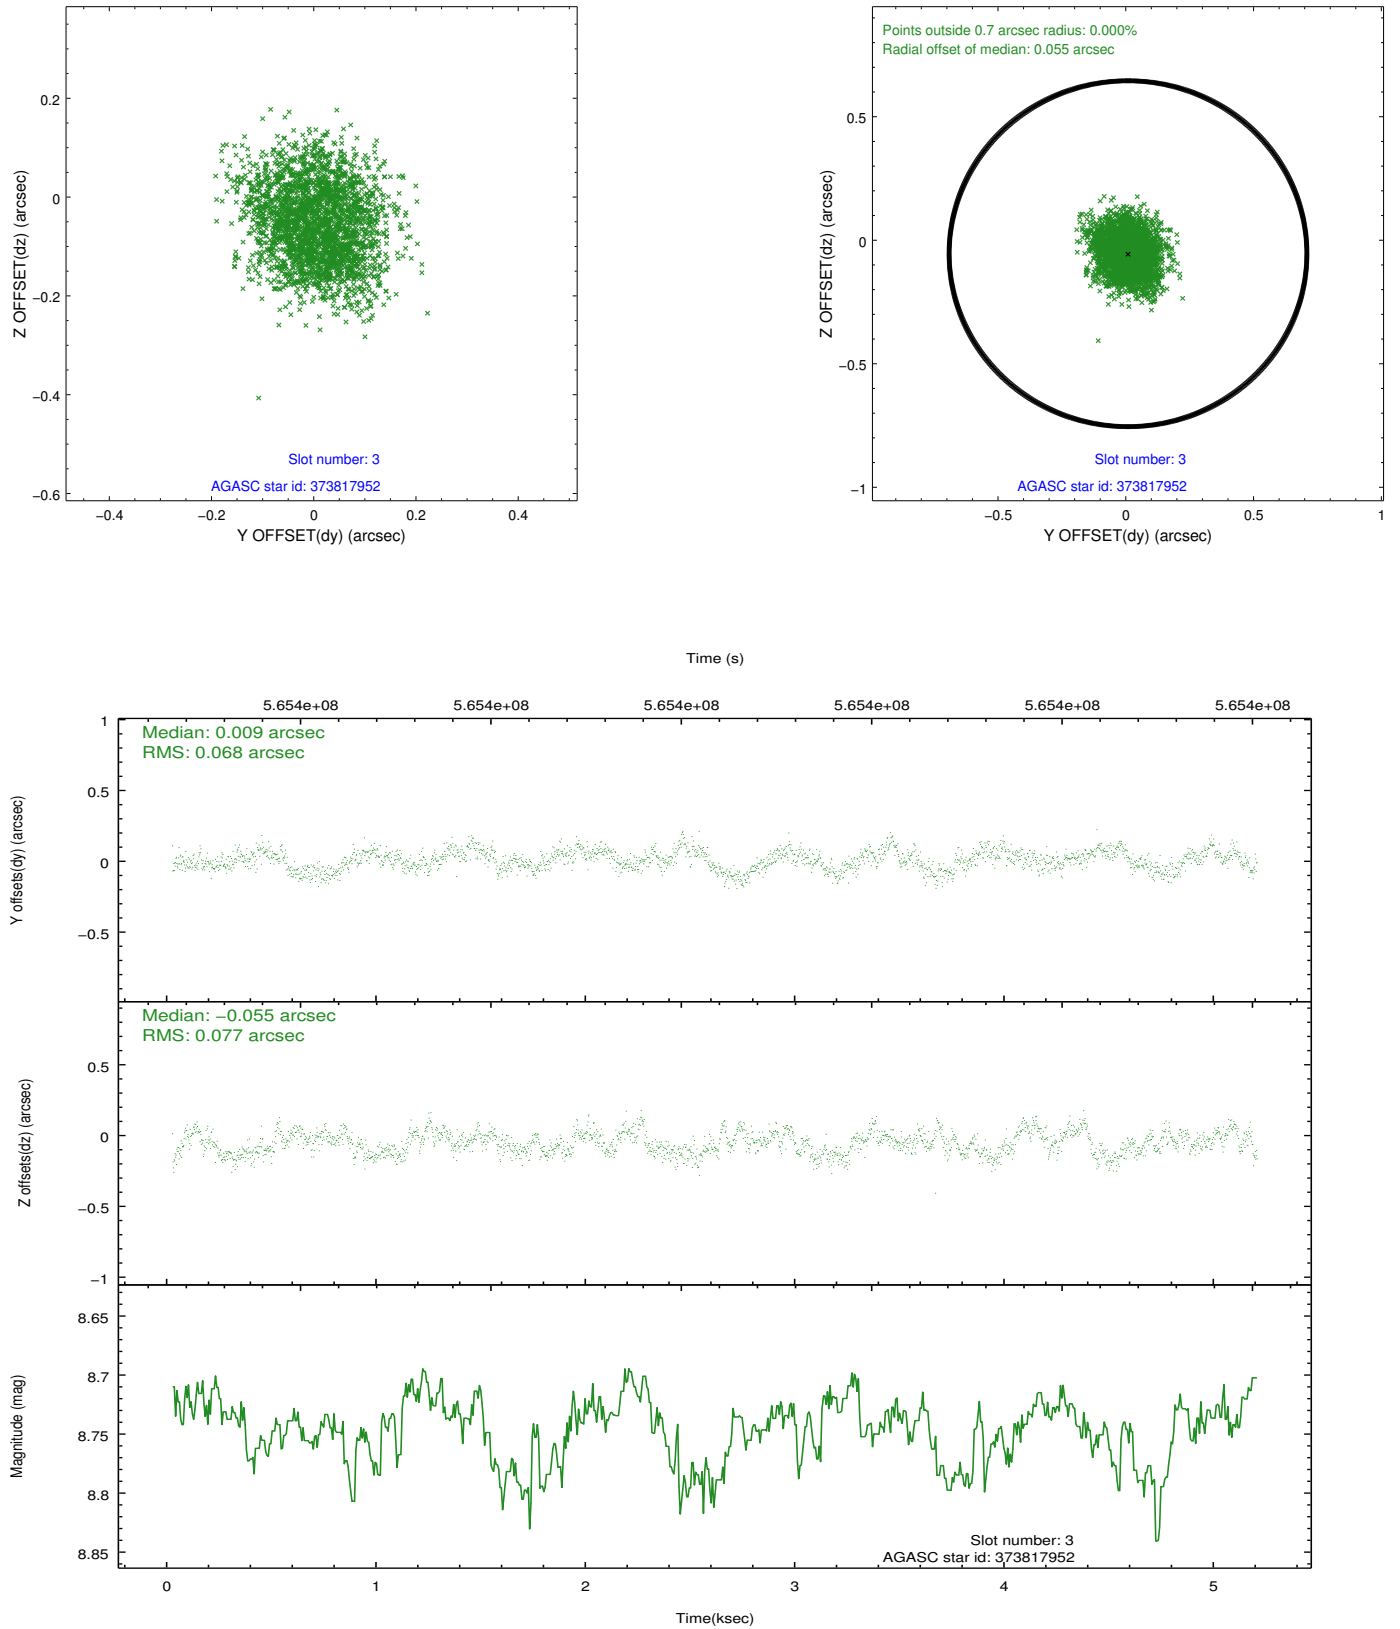 0.2
0
−0.2
−0.4
−0.6
Z OFFSET(dz) (arcsec)
Slot number: 3
AGASC star id: 373817952
−0.4
−0.2
0
0.2
0.4
Y OFFSET(dy) (arcsec)
Points outside 0.7 arcsec radius: 0.000%
Radial offset of median: 0.055 arcsec
0.5
0
−0.5
−1
Z OFFSET(dz) (arcsec)
Slot number: 3
AGASC star id: 373817952
−0.5
0
0.5
1
Y OFFSET(dy) (arcsec)
Time (s)
5.654e+08
5.654e+08
5.654e+08
5.654e+08
5.654e+08
5.654e+08
Median: 0.009 arcsec
RMS: 0.068 arcsec
1
0.5
0
−0.5
Y offsets(dy) (arcsec)
Median: −0.055 arcsec
RMS: 0.077 arcsec
0.5
0
−0.5
−1
Z offsets(dz) (arcsec)
8.65
8.7
8.75
8.8
8.85
Magnitude (mag)
Slot number: 3
AGASC star id: 373817952
0
1
2
3
4
5
Time(ksec)